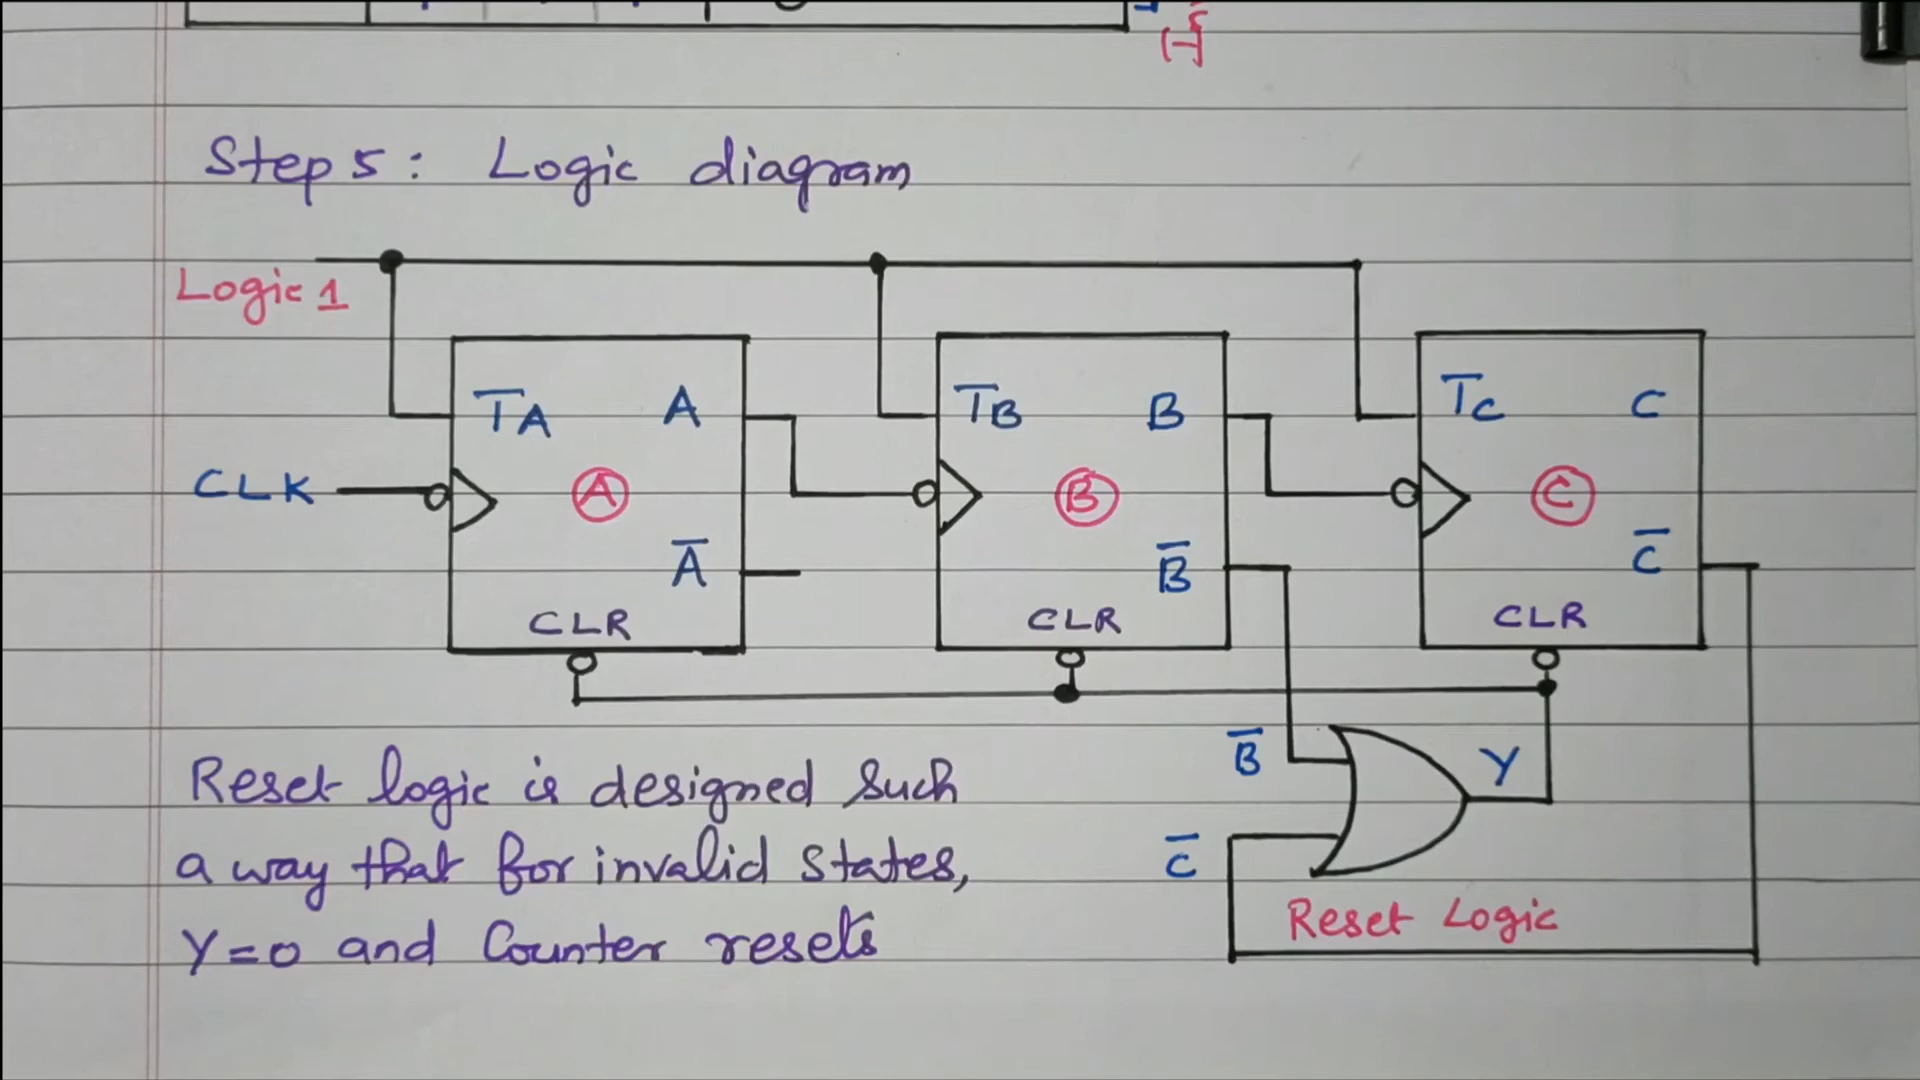 Step 5: Logic diagram
Logic 1
TA A TB B TC C
CLK A B C
A̅ B̅ C̅
CLR CLR CLR
B̅ Y
C̅
Reset Logic
Reset logic is designed such
a way that for invalid states,
Y=0 and Counter resets